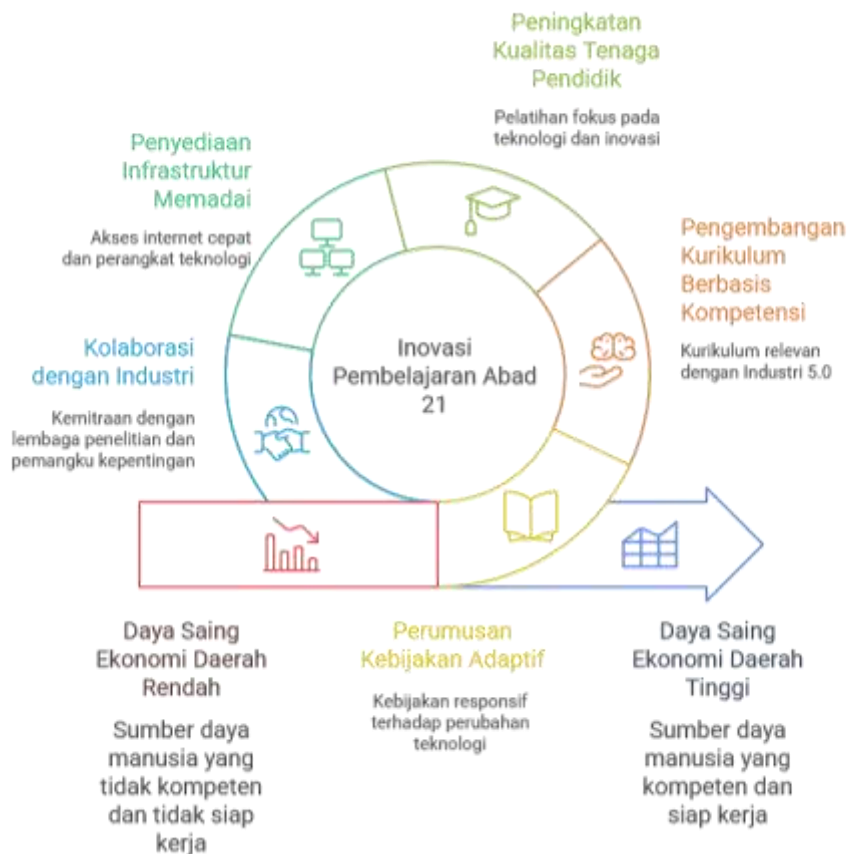 Peningkatan
Kualitas Tenaga
Pendidik
Pelatihan fokus pada
teknologi dan inovasi
Penyediaan
Infrastruktur
Memadai
Akses internet cepat
dan perangkat teknologi
Pengembangan
Kurikulum
Berbasis
Kompetensi
Kurikulum relevan
dengan Industri 5.0
Kolaborasi
dengan Industri
Kemitraan dengan
lembaga penelitian dan
pemangku kepentingan
Inovasi
Pembelajaran Abad
21
Daya Saing
Ekonomi Daerah
Rendah
Sumber daya
manusia yang
tidak kompeten
dan tidak siap
kerja
Perumusan
Kebijakan Adaptif
Kebijakan responsif
terhadap perubahan
teknologi
Daya Saing
Ekonomi Daerah
Tinggi
Sumber daya
manusia yang
kompeten dan
siap kerja